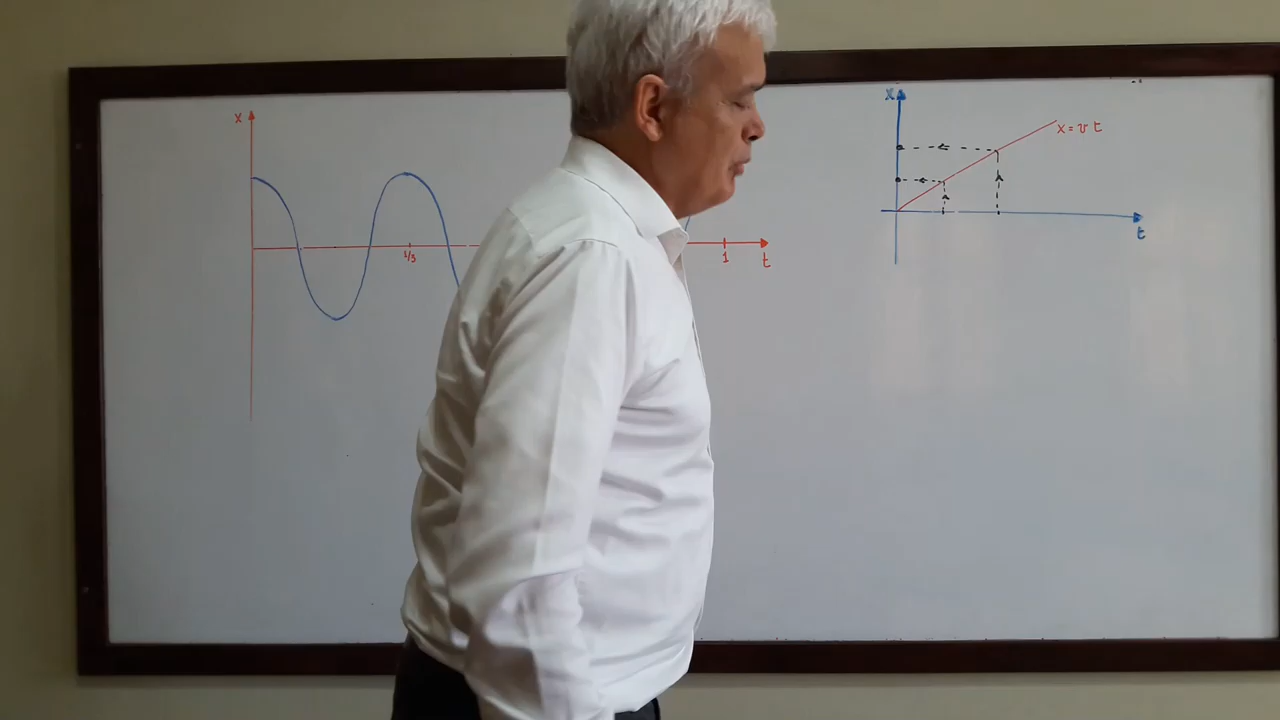 x
1/3
1
t
x
x = v t
t